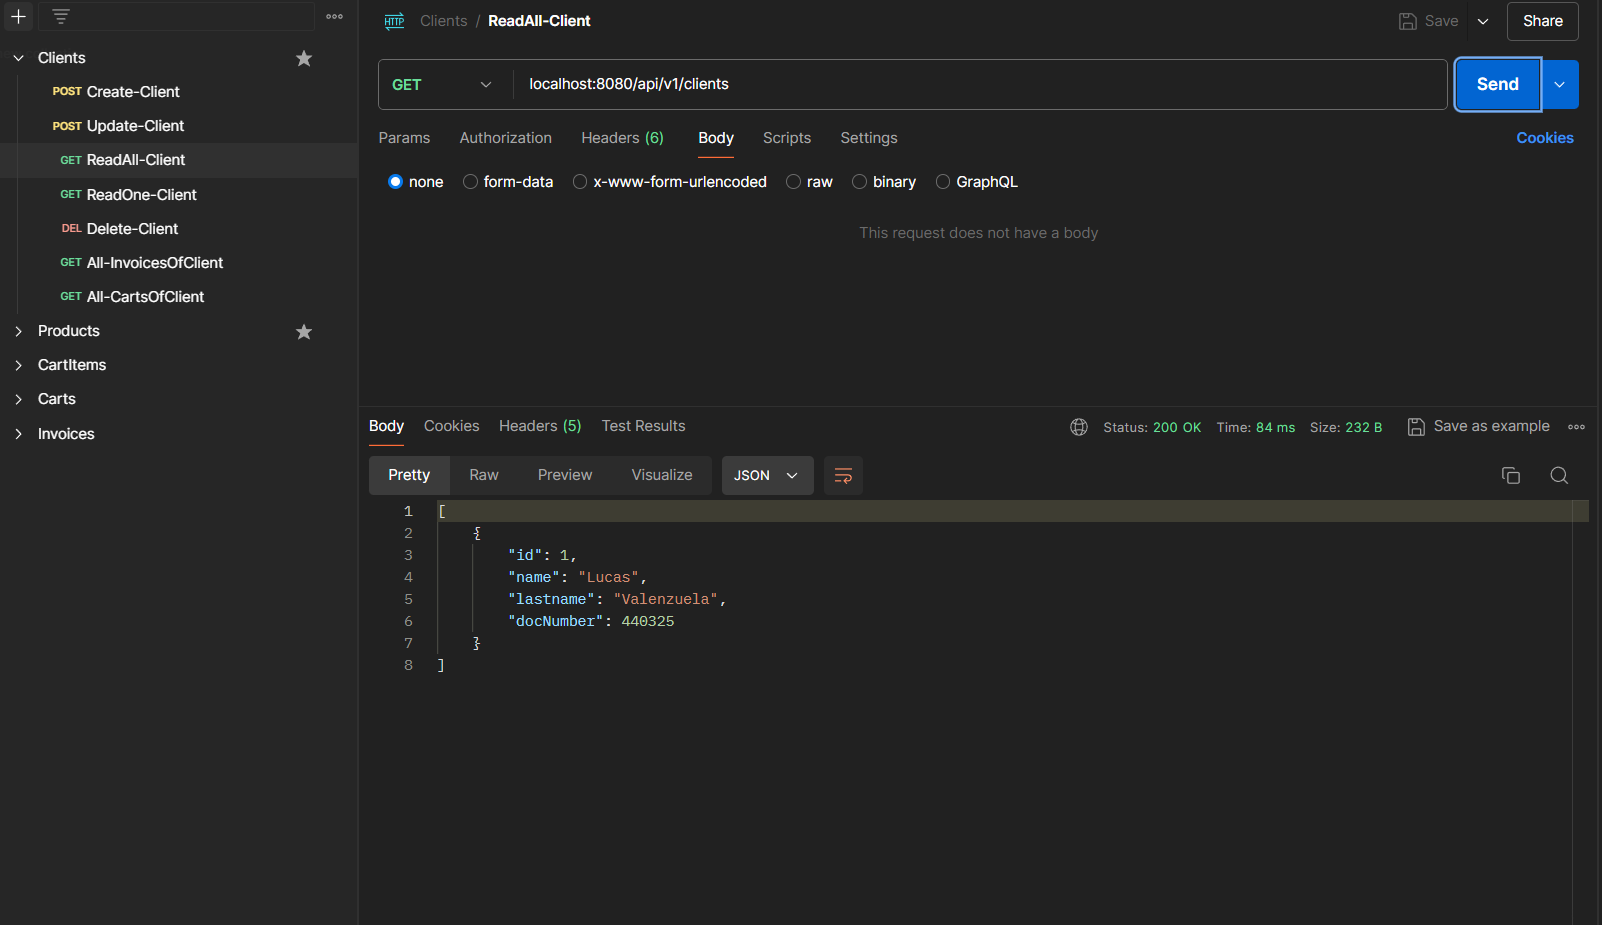 Clients
POST Create-Client
POST Update-Client
GET ReadAll-Client
GET ReadOne-Client
DEL Delete-Client
GET All-InvoicesOfClient
GET All-CartsOfClient
Products
CartItems
Carts
Invoices
HTTP Clients / ReadAll-Client
Save
Share
GET localhost:8080/api/v1/clients
Send
Params Authorization Headers (6) Body Scripts Settings
Cookies
none form-data x-www-form-urlencoded raw binary GraphQL
This request does not have a body
Body Cookies Headers (5) Test Results
Status: 200 OK Time: 84 ms Size: 232 B
Save as example
Pretty Raw Preview Visualize JSON
1 [
2 {
3 "id": 1,
4 "name": "Lucas",
5 "lastname": "Valenzuela",
6 "docNumber": 440325
7 }
8 ]